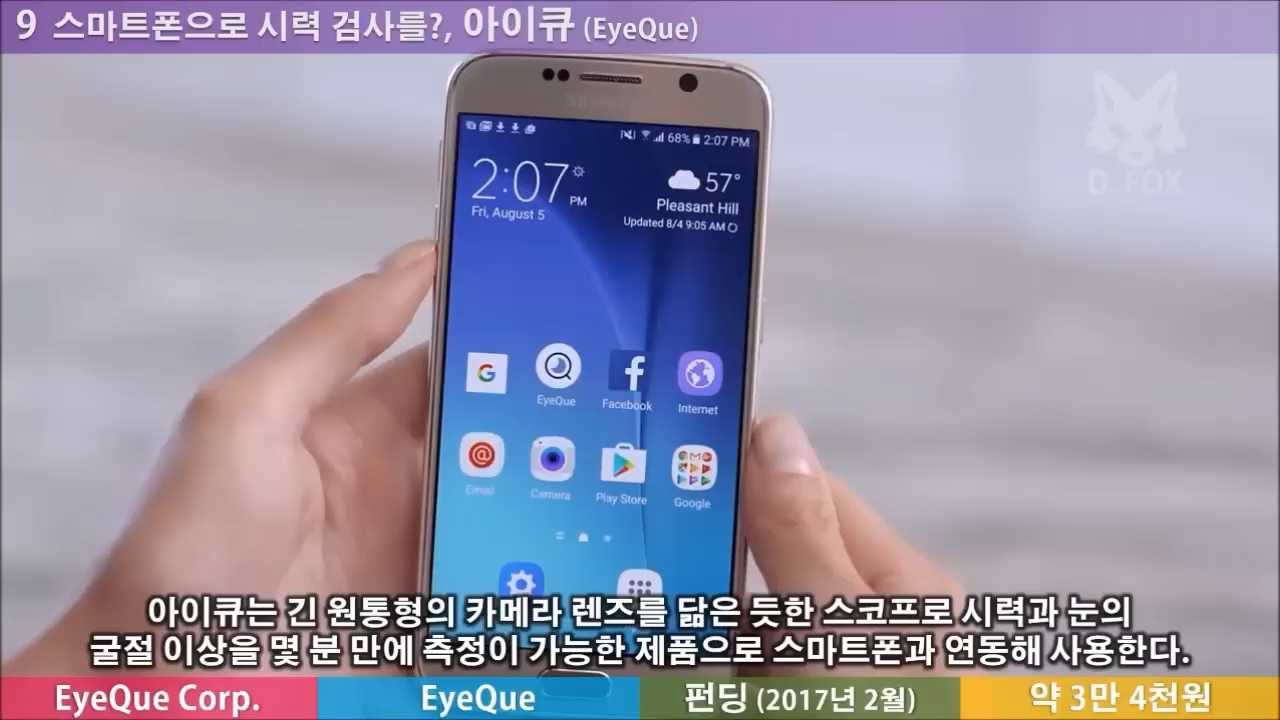 9 스마트폰으로 시력 검사를?, 아이큐 (EyeQue)
D. FOX
SAMSUNG
68% 2:07 PM
2:07 PM
Fri, August 5
57°
Pleasant Hill
Updated 8/4 9:05 AM
G
EyeQue
Facebook
Internet
Email
Camera
Play Store
Google
아이큐는 긴 원통형의 카메라 렌즈를 닮은 듯한 스코프로 시력과 눈의
굴절 이상을 몇 분 만에 측정이 가능한 제품으로 스마트폰과 연동해 사용한다.
EyeQue Corp.
EyeQue
펀딩 (2017년 2월)
약 3만 4천원